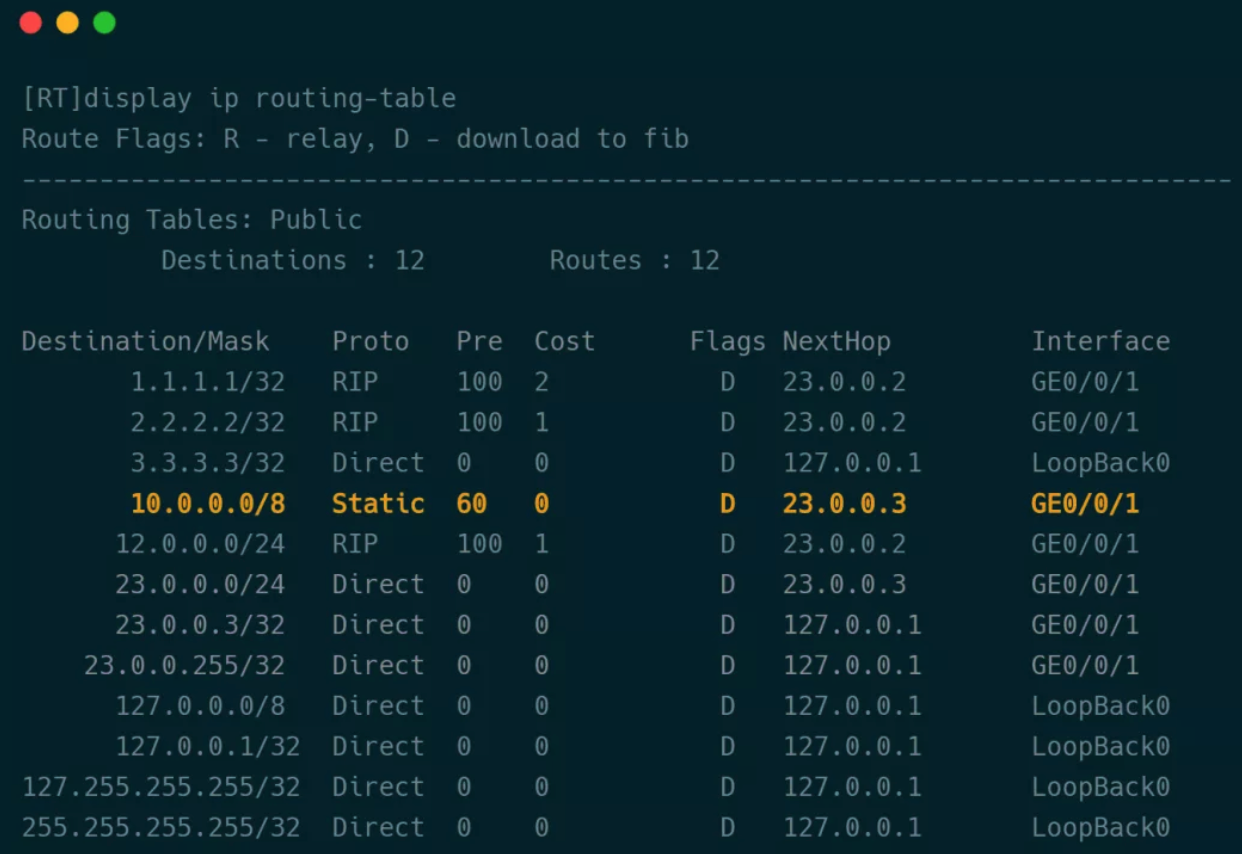 [RT]display ip routing-table
Route Flags: R - relay, D - download to fib
------------------------------------------------------------------------------
Routing Tables: Public
         Destinations : 12        Routes : 12
Destination/Mask    Proto   Pre  Cost      Flags NextHop         Interface
       1.1.1.1/32   RIP     100  2           D   23.0.0.2        GE0/0/1
       2.2.2.2/32   RIP     100  1           D   23.0.0.2        GE0/0/1
       3.3.3.3/32   Direct  0    0           D   127.0.0.1       LoopBack0
       10.0.0.0/8   Static  60   0           D   23.0.0.3        GE0/0/1
      12.0.0.0/24   RIP     100  1           D   23.0.0.2        GE0/0/1
      23.0.0.0/24   Direct  0    0           D   23.0.0.3        GE0/0/1
      23.0.0.3/32   Direct  0    0           D   127.0.0.1       GE0/0/1
    23.0.0.255/32   Direct  0    0           D   127.0.0.1       GE0/0/1
      127.0.0.0/8   Direct  0    0           D   127.0.0.1       LoopBack0
      127.0.0.1/32  Direct  0    0           D   127.0.0.1       LoopBack0
127.255.255.255/32  Direct  0    0           D   127.0.0.1       LoopBack0
255.255.255.255/32  Direct  0    0           D   127.0.0.1       LoopBack0